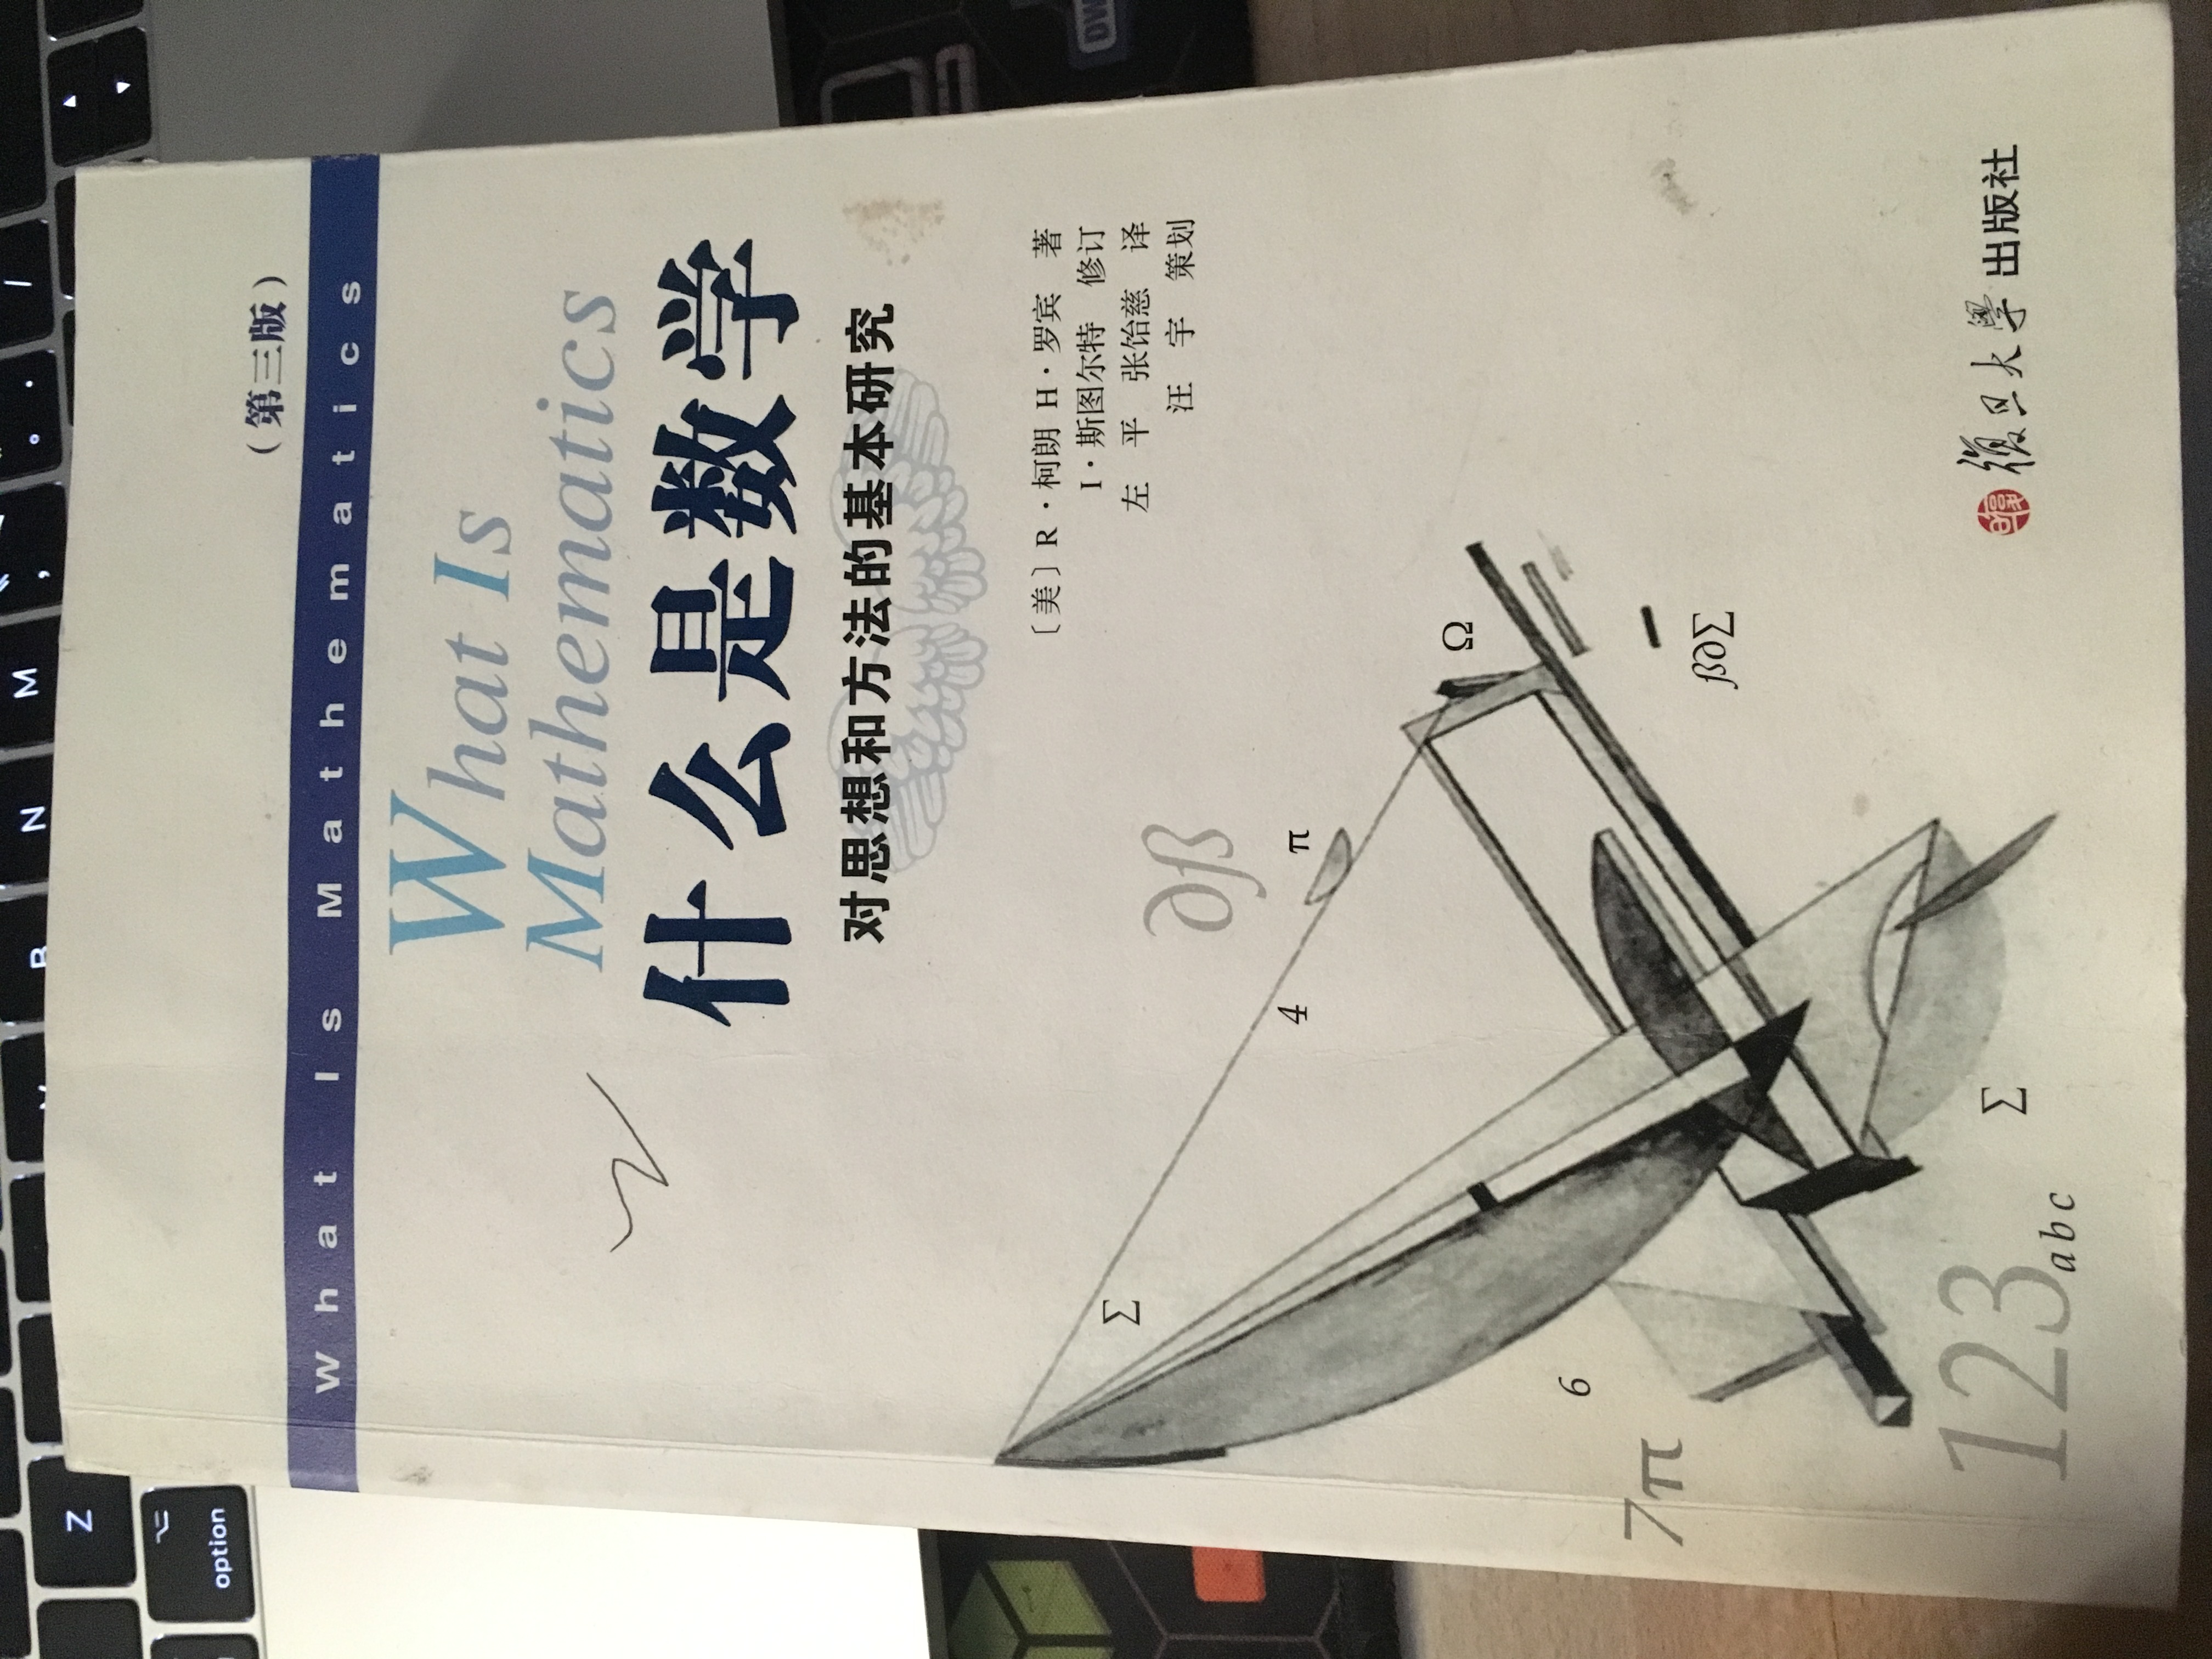 Z
B
N
M
option
（第三版）
What Is Mathematics
What Is
Mathematics
什么是数学
对思想和方法的基本研究
〔美〕R·柯朗 H·罗宾 著
I·斯图尔特 修订
左 平 张饴慈 译
汪 宇 策划
Σ
∂ß
4
π
Ω
6
7π
ß∂Σ
123
abc
Σ
復旦大學出版社